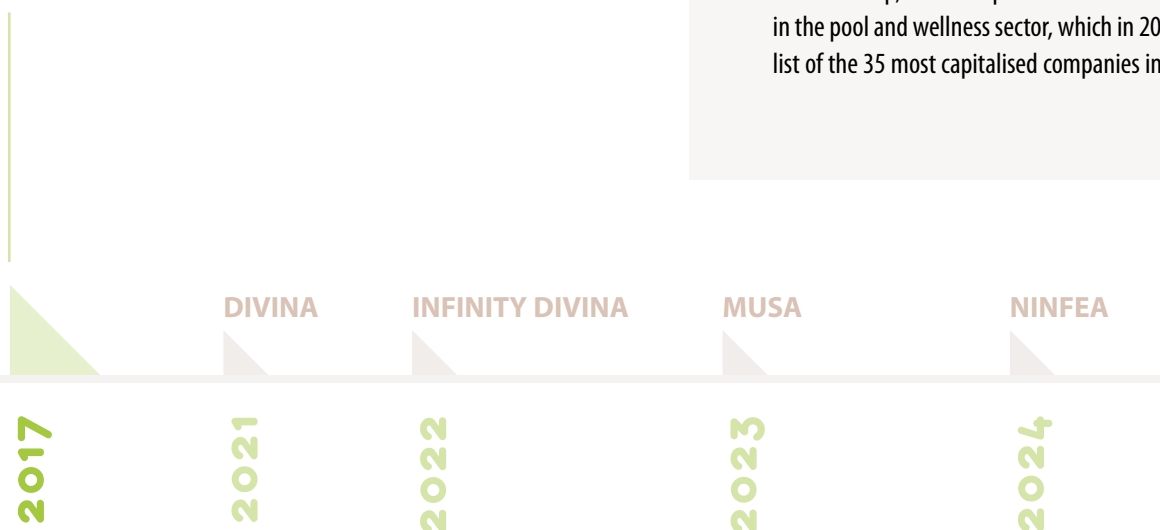 in the pool and wellness sector, which in 20
list of the 35 most capitalised companies in
DIVINA
INFINITY DIVINA
MUSA
NINFEA
2017
2021
2022
2023
2024